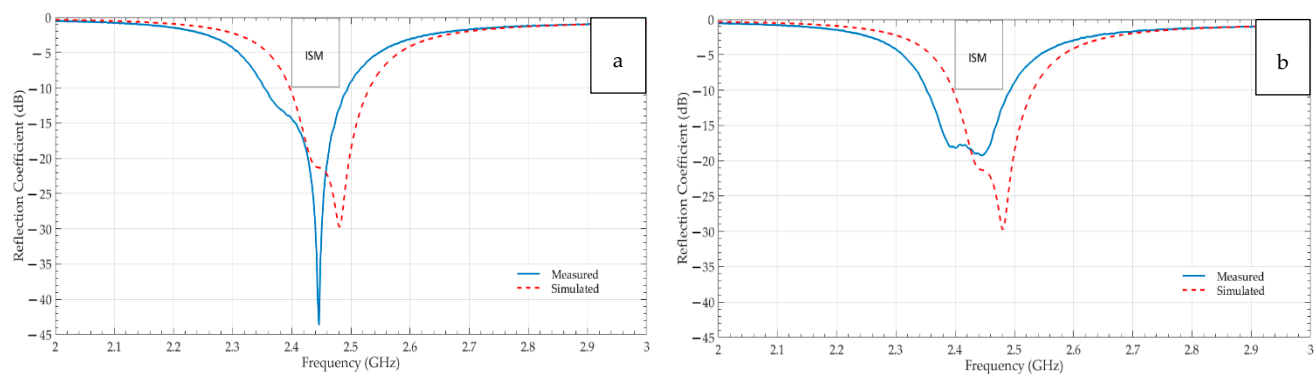 0
−5
−10
−15
−20
−25
−30
−35
−40
−45
Reflection Coefficient (dB)
ISM
a
Measured
Simulated
2 2.1 2.2 2.3 2.4 2.5 2.6 2.7 2.8 2.9 3
Frequency (GHz)
0
−5
−10
−15
−20
−25
−30
−35
−40
−45
Reflection Coefficient (dB)
ISM
b
Measured
Simulated
2 2.1 2.2 2.3 2.4 2.5 2.6 2.7 2.8 2.9 3
Frequency (GHz)